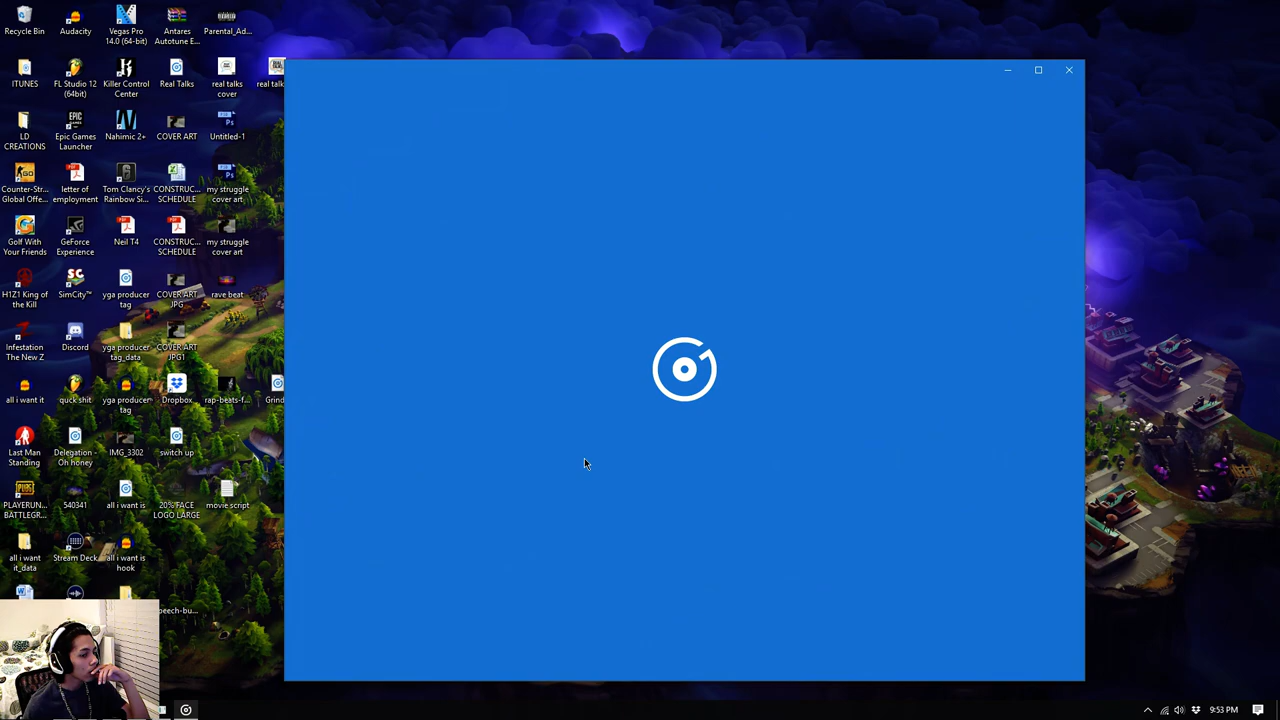 Recycle Bin
Audacity
Vegas Pro
14.0 (64-bit)
Antares
Autotune E...
Parental_Ad...
ITUNES
FL Studio 12
(64bit)
Killer Control
Center
Real Talks
real talks
cover
real talk
LD
CREATIONS
Epic Games
Launcher
Nahimic 2+
COVER ART
Untitled-1
Counter-Str...
Global Offe...
letter of
employment
Tom Clancy's
Rainbow Si...
CONSTRUC...
SCHEDULE
my struggle
cover art
Golf With
Your Friends
GeForce
Experience
Neil T4
CONSTRUC...
SCHEDULE
my struggle
cover art
H1Z1 King of
the Kill
SimCity™
yga producer
tag
COVER ART
JPG
rave beat
Infestation
The New Z
Discord
yga producer
tag_data
COVER ART
JPG1
all i want it
quck shit
yga producer
tag
Dropbox
rap-beats-f...
Grind
Last Man
Standing
Delegation -
Oh honey
IMG_3302
switch up
PLAYERUN...
BATTLEGR...
540341
all i want is
20% FACE
LOGO LARGE
movie script
all i want
it_data
Stream Deck
all i want is
hook
peech-bu...
9:53 PM